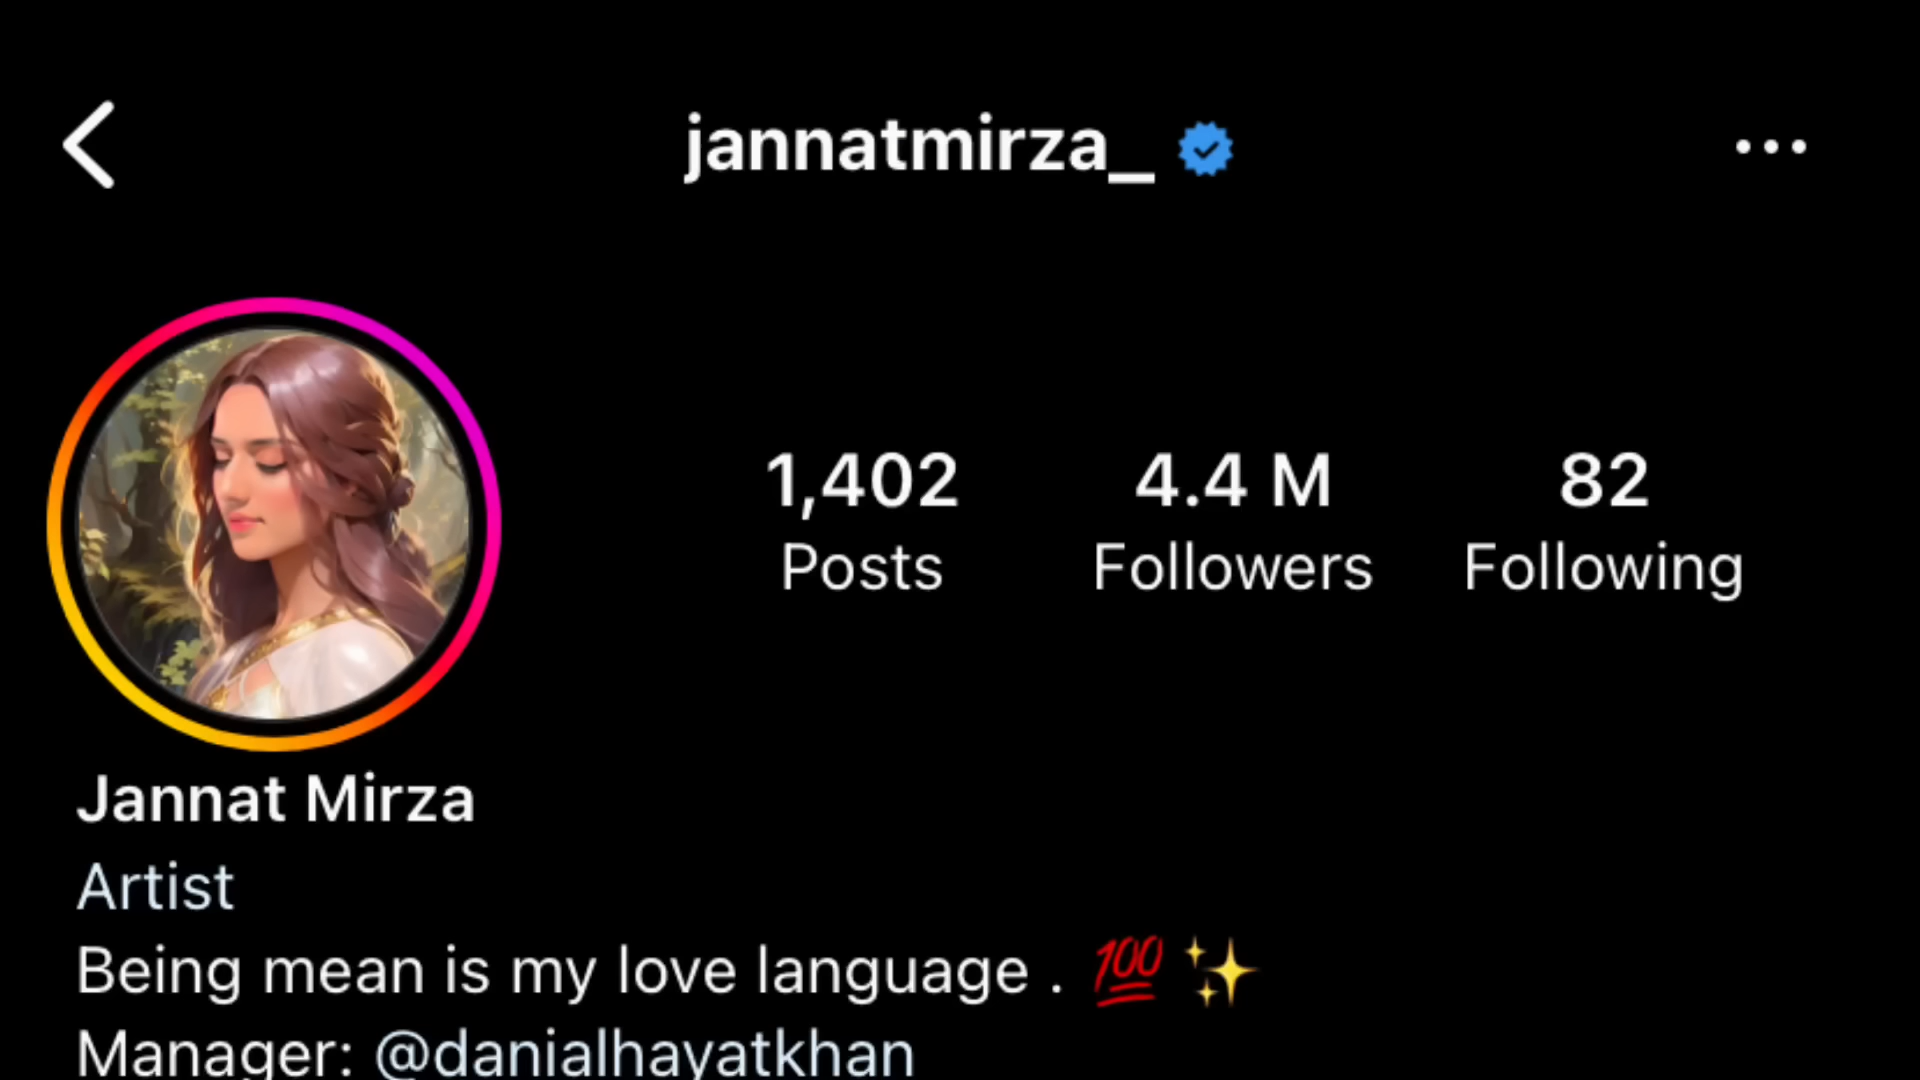 jannatmirza_
1,402 4.4 M 82
Posts Followers Following
Jannat Mirza
Artist
Being mean is my love language . 💯✨
Manager: @danialhayatkhan